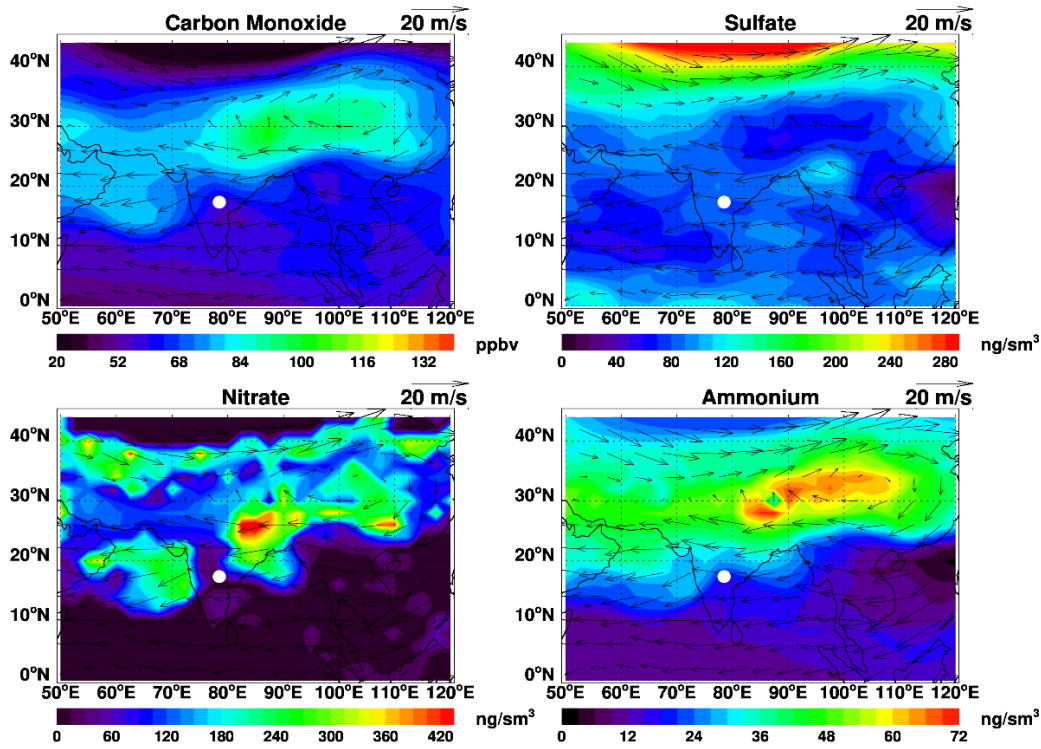 Carbon Monoxide 20 m/s
40°N
30°N
20°N
10°N
0°N
50°E 60°E 70°E 80°E 90°E 100°E 110°E 120°E
20 52 68 84 100 116 132 ppbv
Sulfate 20 m/s
40°N
30°N
20°N
10°N
0°N
50°E 60°E 70°E 80°E 90°E 100°E 110°E 120°E
0 40 80 120 160 200 240 280 ng/sm³
Nitrate 20 m/s
40°N
30°N
20°N
10°N
0°N
50°E 60°E 70°E 80°E 90°E 100°E 110°E 120°E
0 60 120 180 240 300 360 420 ng/sm³
Ammonium 20 m/s
40°N
30°N
20°N
10°N
0°N
50°E 60°E 70°E 80°E 90°E 100°E 110°E 120°E
0 12 24 36 48 60 72 ng/sm³